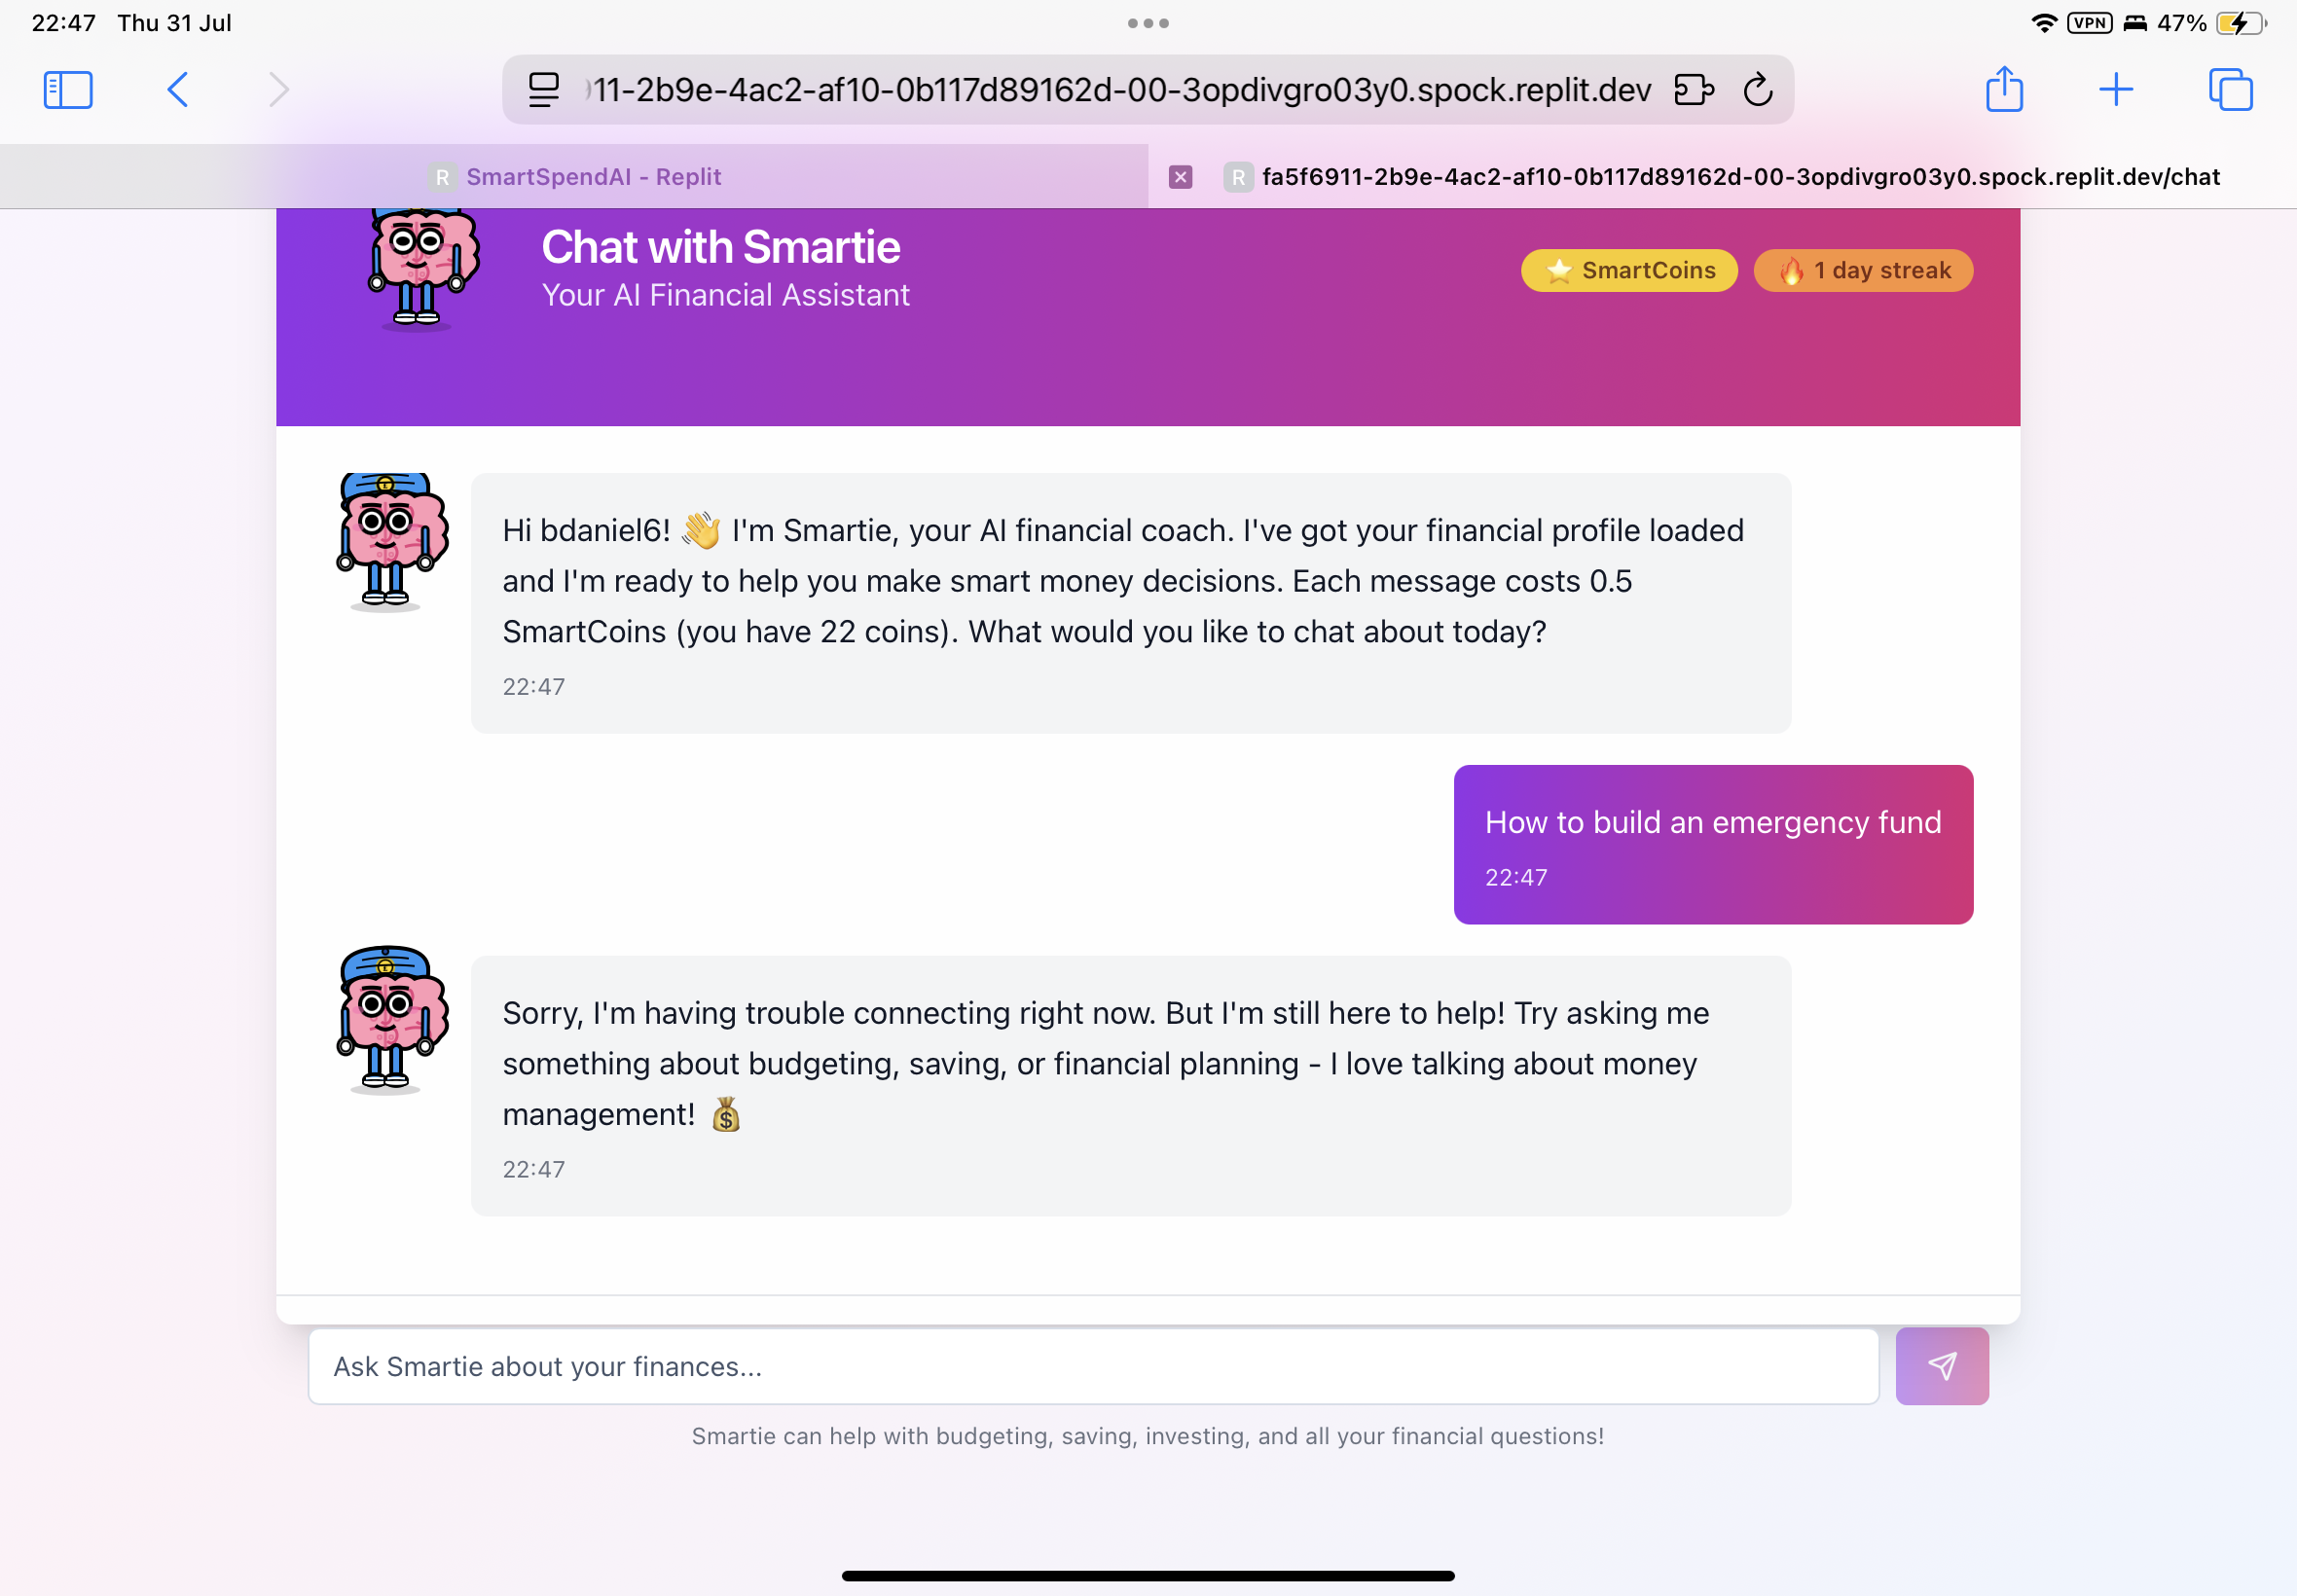 22:47 Thu 31 Jul
VPN 47%
11-2b9e-4ac2-af10-0b117d89162d-00-3opdivgro03y0.spock.replit.dev
R SmartSpendAI - Replit
R fa5f6911-2b9e-4ac2-af10-0b117d89162d-00-3opdivgro03y0.spock.replit.dev/chat
Chat with Smartie
Your AI Financial Assistant
⭐ SmartCoins
🔥 1 day streak
Hi bdaniel6! 👋 I'm Smartie, your AI financial coach. I've got your financial profile loaded
and I'm ready to help you make smart money decisions. Each message costs 0.5
SmartCoins (you have 22 coins). What would you like to chat about today?
22:47
How to build an emergency fund
22:47
Sorry, I'm having trouble connecting right now. But I'm still here to help! Try asking me
something about budgeting, saving, or financial planning - I love talking about money
management! 💰
22:47
Ask Smartie about your finances...
Smartie can help with budgeting, saving, investing, and all your financial questions!